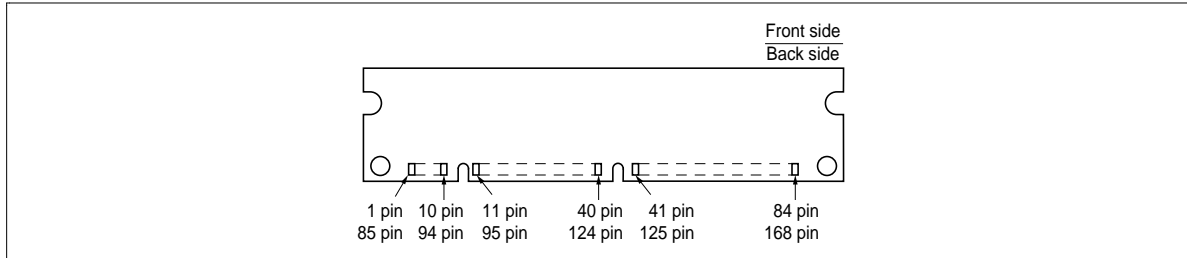 Front side
Back side
1 pin 10 pin 11 pin 40 pin 41 pin 84 pin
85 pin 94 pin 95 pin 124 pin 125 pin 168 pin